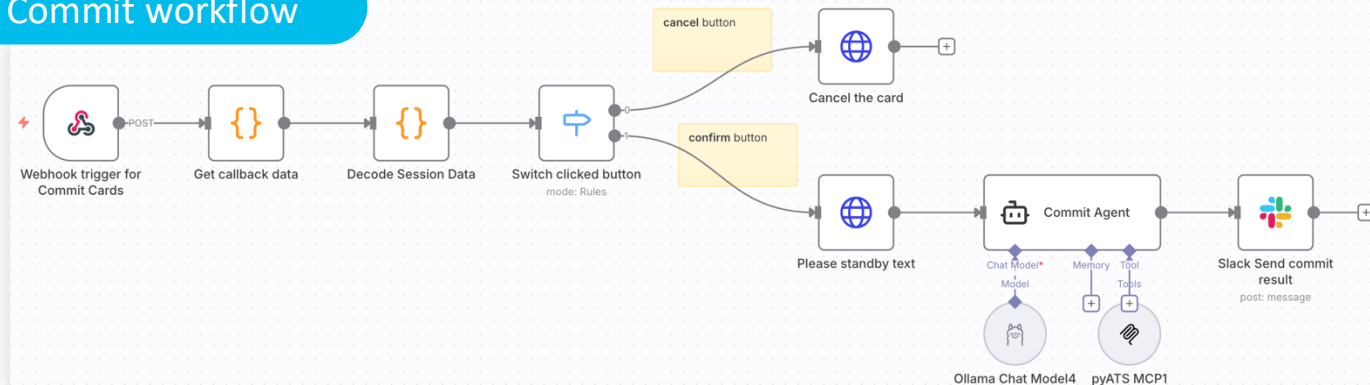 Commit workflow
cancel button
Cancel the card
POST
0
Webhook trigger for
Commit Cards
Get callback data
Decode Session Data
Switch clicked button
mode: Rules
1
confirm button
Please standby text
Commit Agent
Chat Model*
Memory
Tool
Model
Tools
Slack Send commit
result
post: message
Ollama Chat Model4
pyATS MCP1